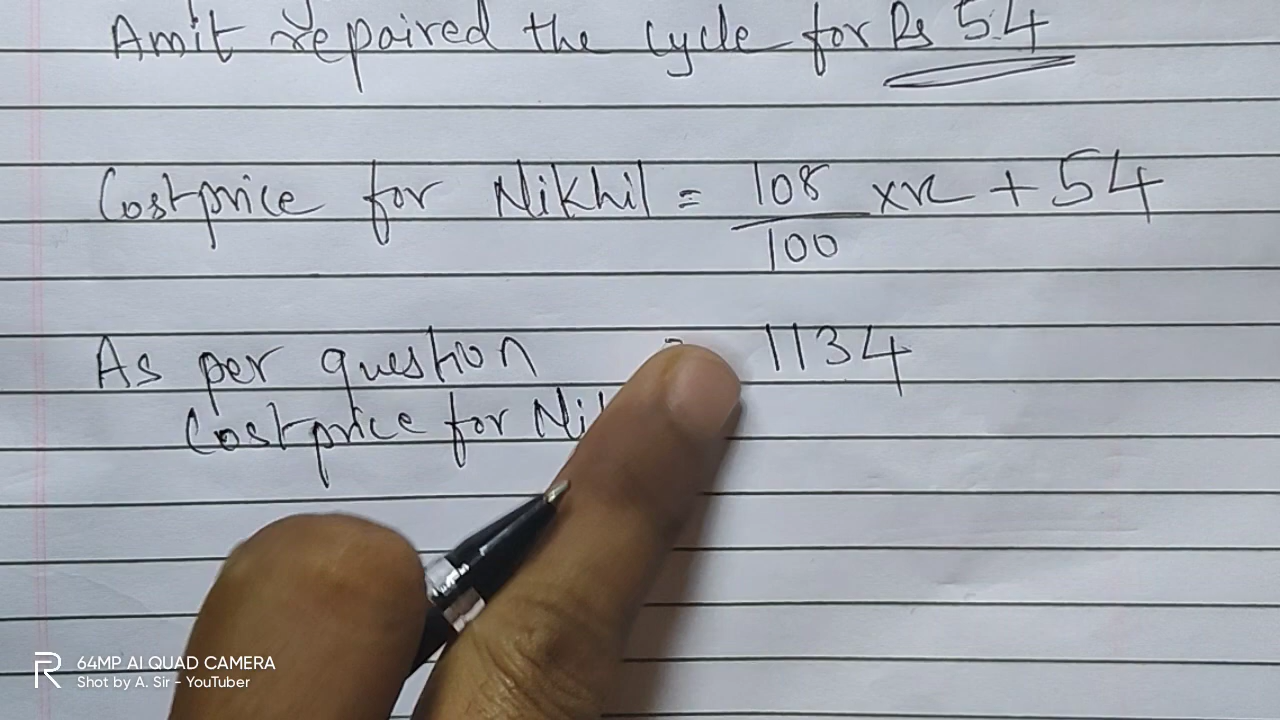 Amit repaired the cycle for Rs 54
Cost price for Nikhil = 108/100 × x + 54
As per question = 1134
Cost price for
64MP AI QUAD CAMERA
Shot by A. Sir - YouTuber